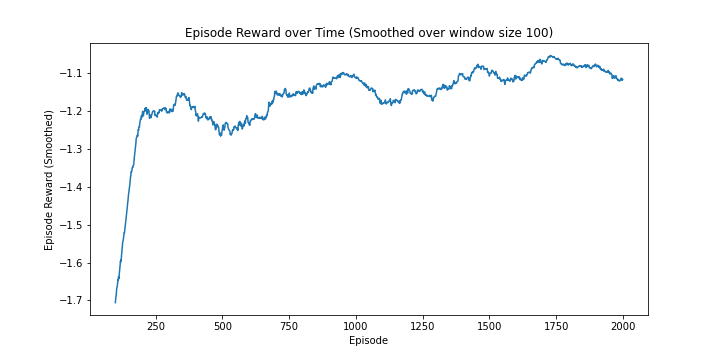 Episode Reward over Time (Smoothed over window size 100)
Episode Reward (Smoothed)
−1.1
−1.2
−1.3
−1.4
−1.5
−1.6
−1.7
250 500 750 1000 1250 1500 1750 2000
Episode